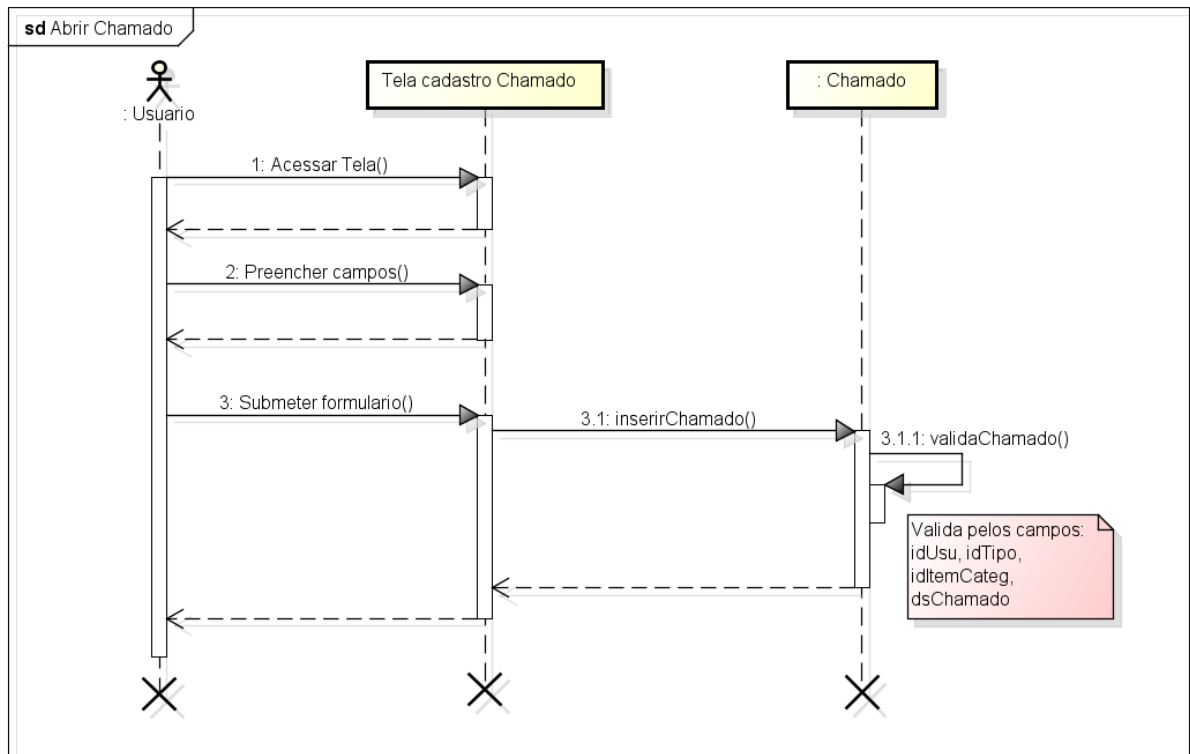 sd Abrir Chamado
: Usuario
Tela cadastro Chamado
: Chamado
1: Acessar Tela()
2: Preencher campos()
3: Submeter formulario()
3.1: inserirChamado()
3.1.1: validaChamado()
Valida pelos campos:
idUsu, idTipo,
idItemCateg,
dsChamado